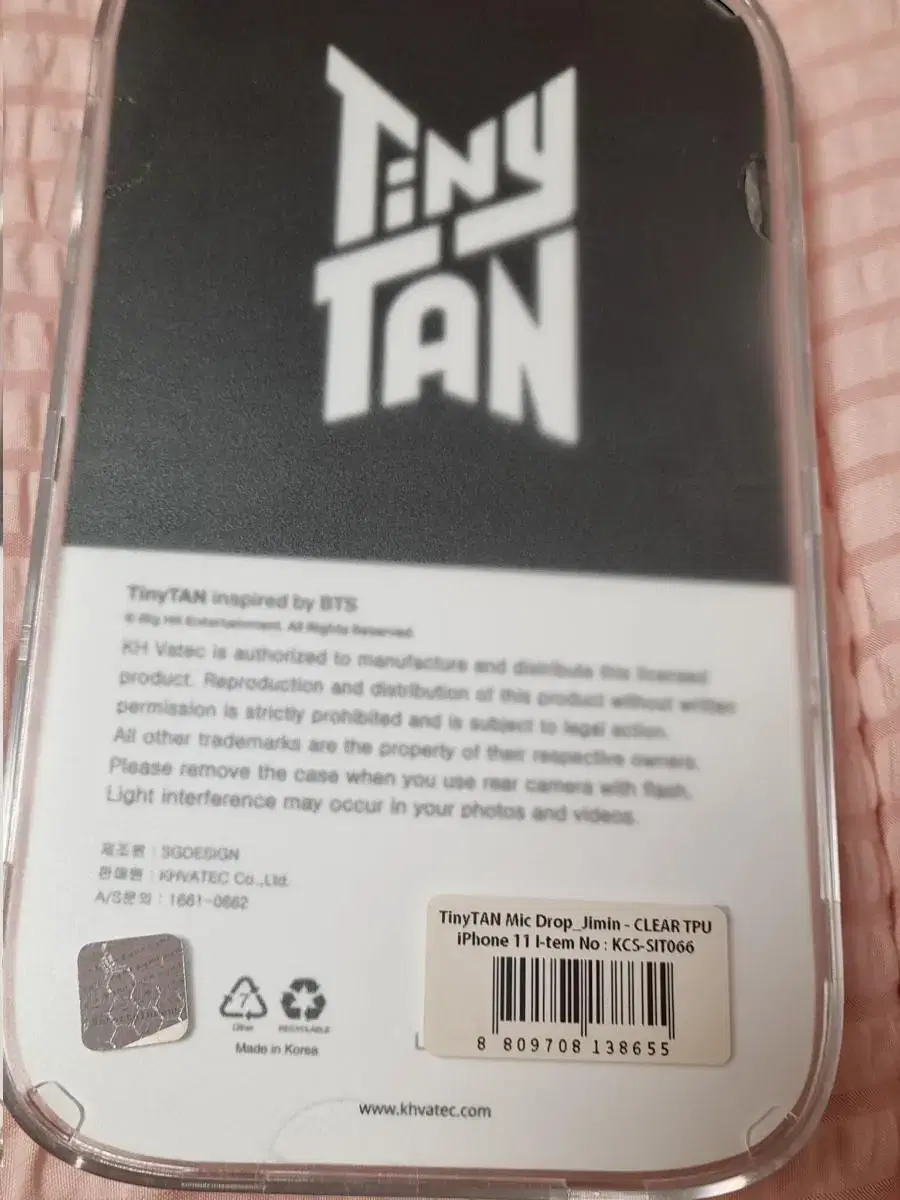 TiNY
TAN
TinyTAN inspired by BTS
© Big Hit Entertainment. All Rights Reserved.
KH Vatec is authorized to manufacture and distribute this licensed
product. Reproduction and distribution of this product without written
permission is strictly prohibited and is subject to legal action.
All other trademarks are the property of their respective owners.
Please remove the case when you use rear camera with flash.
Light interference may occur in your photos and videos.
제조원 : SGDESIGN
판매원 : KHVATEC Co.,Ltd.
A/S문의 : 1661-0662
TinyTAN Mic Drop_Jimin - CLEAR TPU
iPhone 11 I-tem No : KCS-SIT066
8 809708 138655
7
Other
RECYCLABLE
Made in Korea
www.khvatec.com